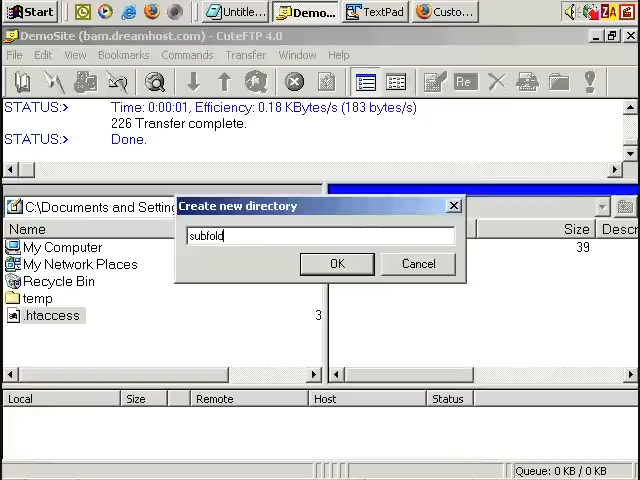 Start
Untitle...
Demo...
TextPad
Custo...
DemoSite (bam.dreamhost.com) - CuteFTP 4.0
File Edit View Bookmarks Commands Transfer Window Help
Re
STATUS:> Time: 0:00:01, Efficiency: 0.18 KBytes/s (183 bytes/s)
226 Transfer complete.
STATUS:> Done.
C:\Documents and Setting
Create new directory
subfold
OK Cancel
Name
Size Descr
My Computer
39
My Network Places
Recycle Bin
temp
.htaccess 3
Local Size Remote Host Status
Queue: 0 KB / 0 KB